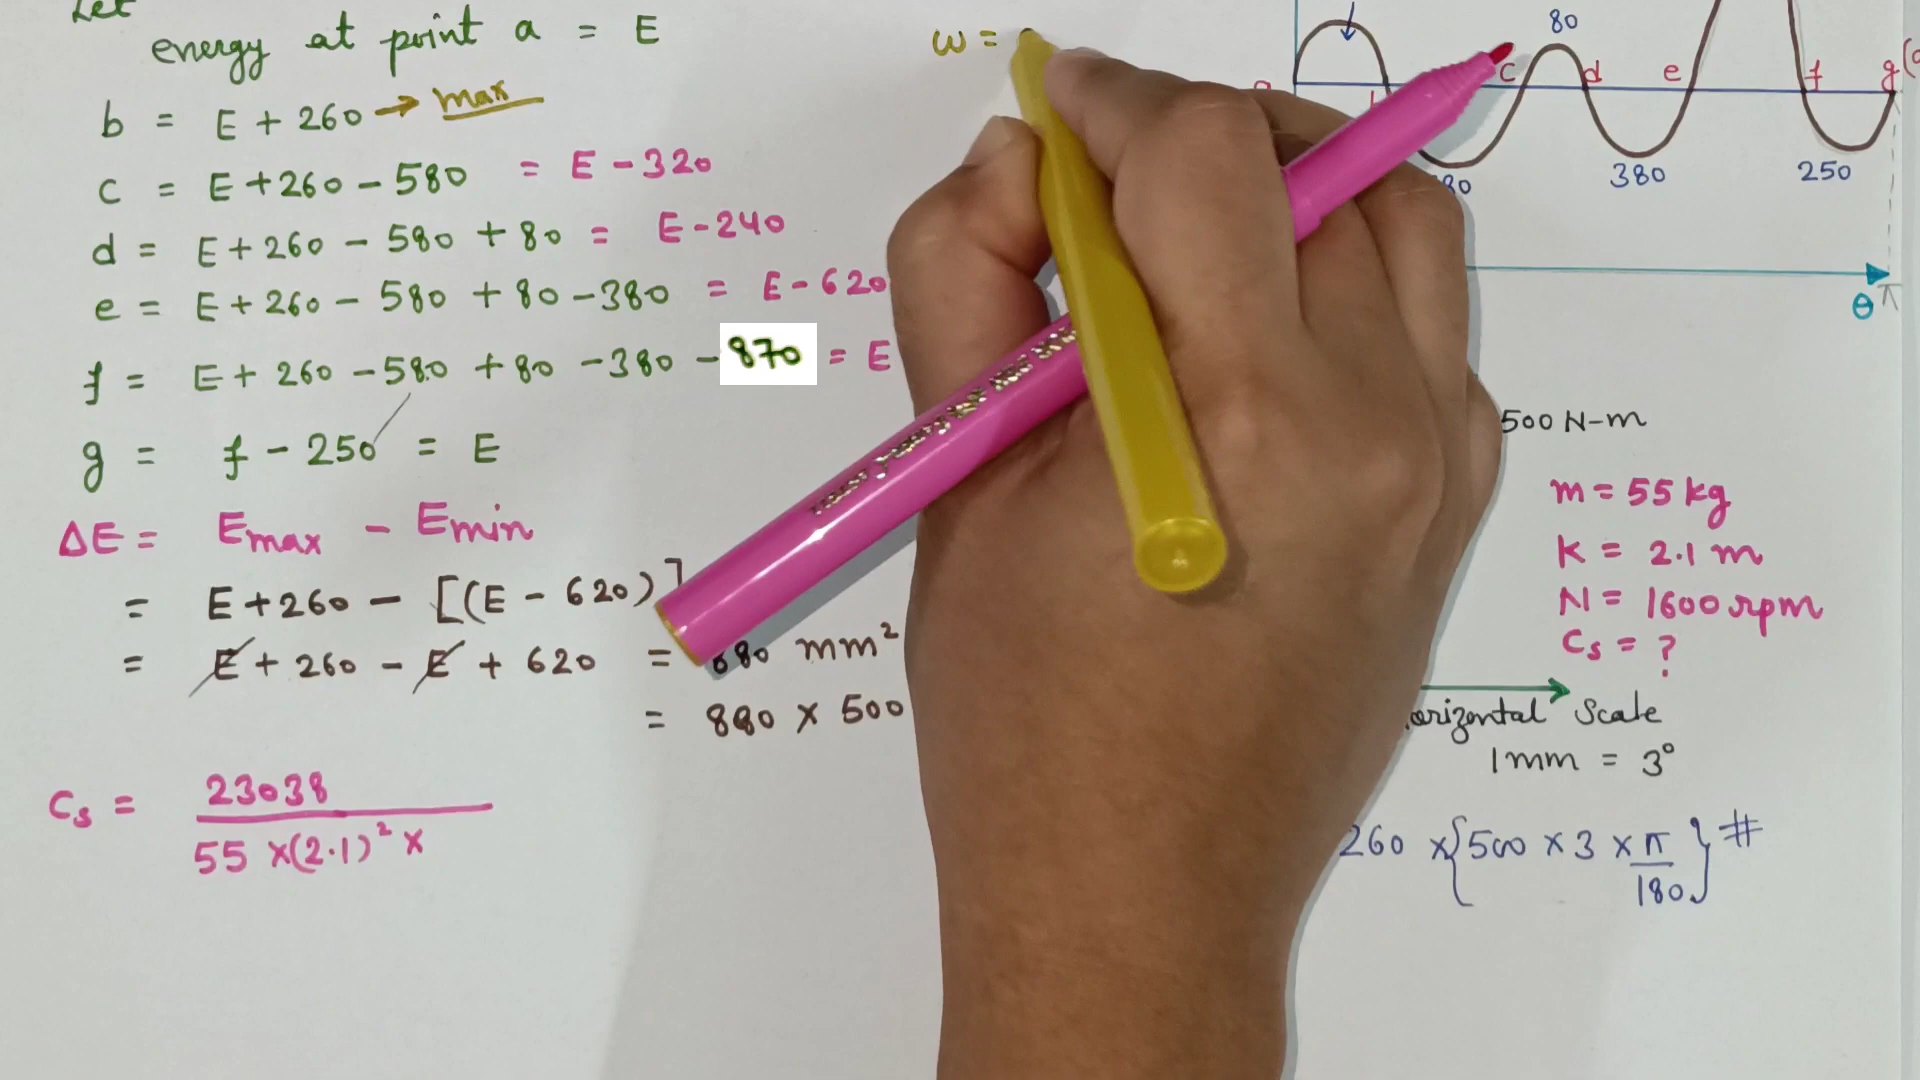 Let
energy at point a = E
b = E + 260 → max
c = E + 260 - 580 = E - 320
d = E + 260 - 580 + 80 = E - 240
e = E + 260 - 580 + 80 - 380 = E - 620
f = E + 260 - 580 + 80 - 380 - 870 = E
g = f - 250 = E
ΔE = Emax - Emin
= E + 260 - [(E - 620)]
= E + 260 - E + 620 = 880 mm²
= 880 × 500
Cs = 23038
55 × (2.1)² ×
ω =
80
c d e f g
380 250
θ
π
500 N-m
m = 55 kg
K = 2.1 m
N = 1600 rpm
Cs = ?
Scale
1 mm = 3°
260 × {500 × 3 × π/180} #